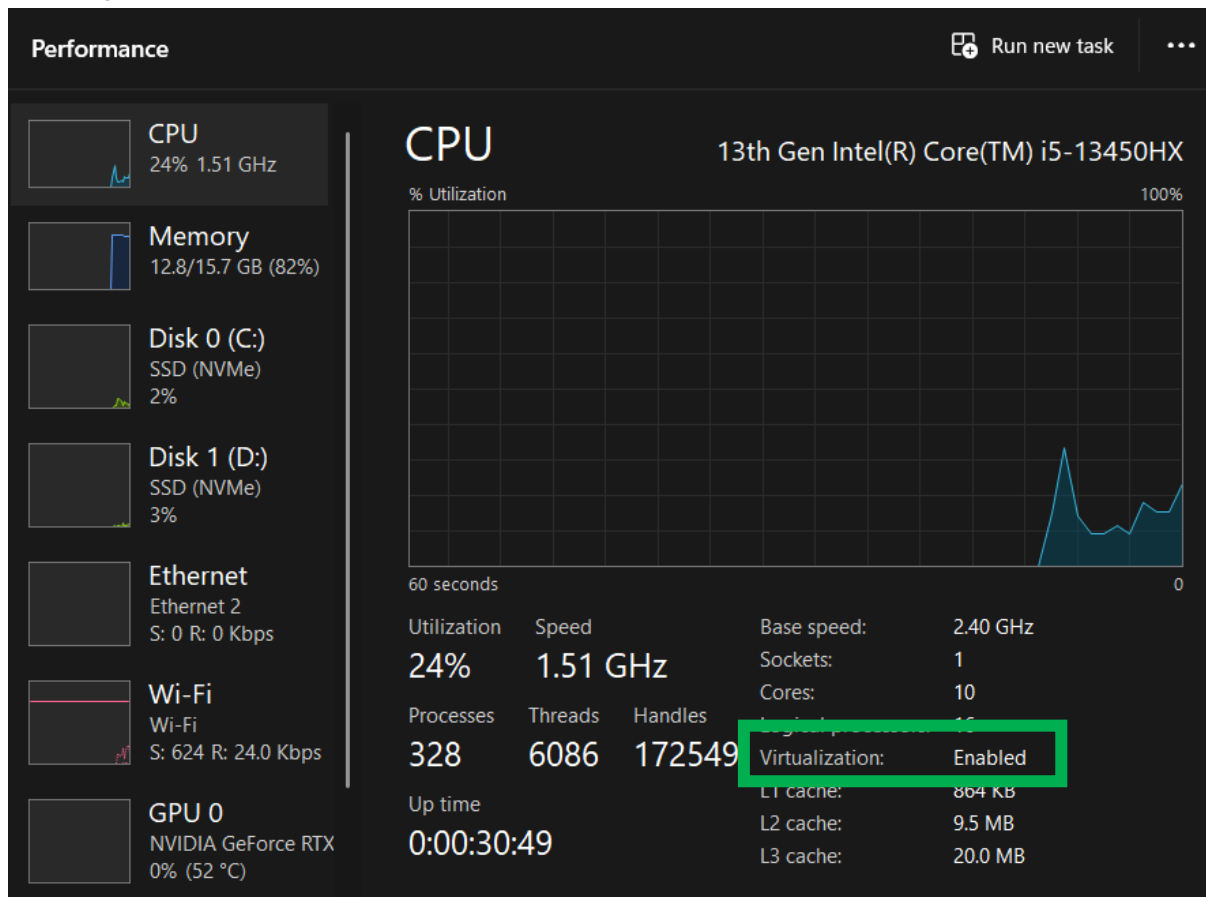 Performance
Run new task
CPU
24% 1.51 GHz
Memory
12.8/15.7 GB (82%)
Disk 0 (C:)
SSD (NVMe)
2%
Disk 1 (D:)
SSD (NVMe)
3%
Ethernet
Ethernet 2
S: 0 R: 0 Kbps
Wi-Fi
Wi-Fi
S: 624 R: 24.0 Kbps
GPU 0
NVIDIA GeForce RTX
0% (52 °C)
CPU
13th Gen Intel(R) Core(TM) i5-13450HX
% Utilization
100%
60 seconds
0
Utilization
Speed
24%
1.51 GHz
Processes
Threads
Handles
328
6086
172549
Up time
0:00:30:49
Base speed: 2.40 GHz
Sockets: 1
Cores: 10
Logical processors: 16
Virtualization: Enabled
L1 cache: 864 KB
L2 cache: 9.5 MB
L3 cache: 20.0 MB